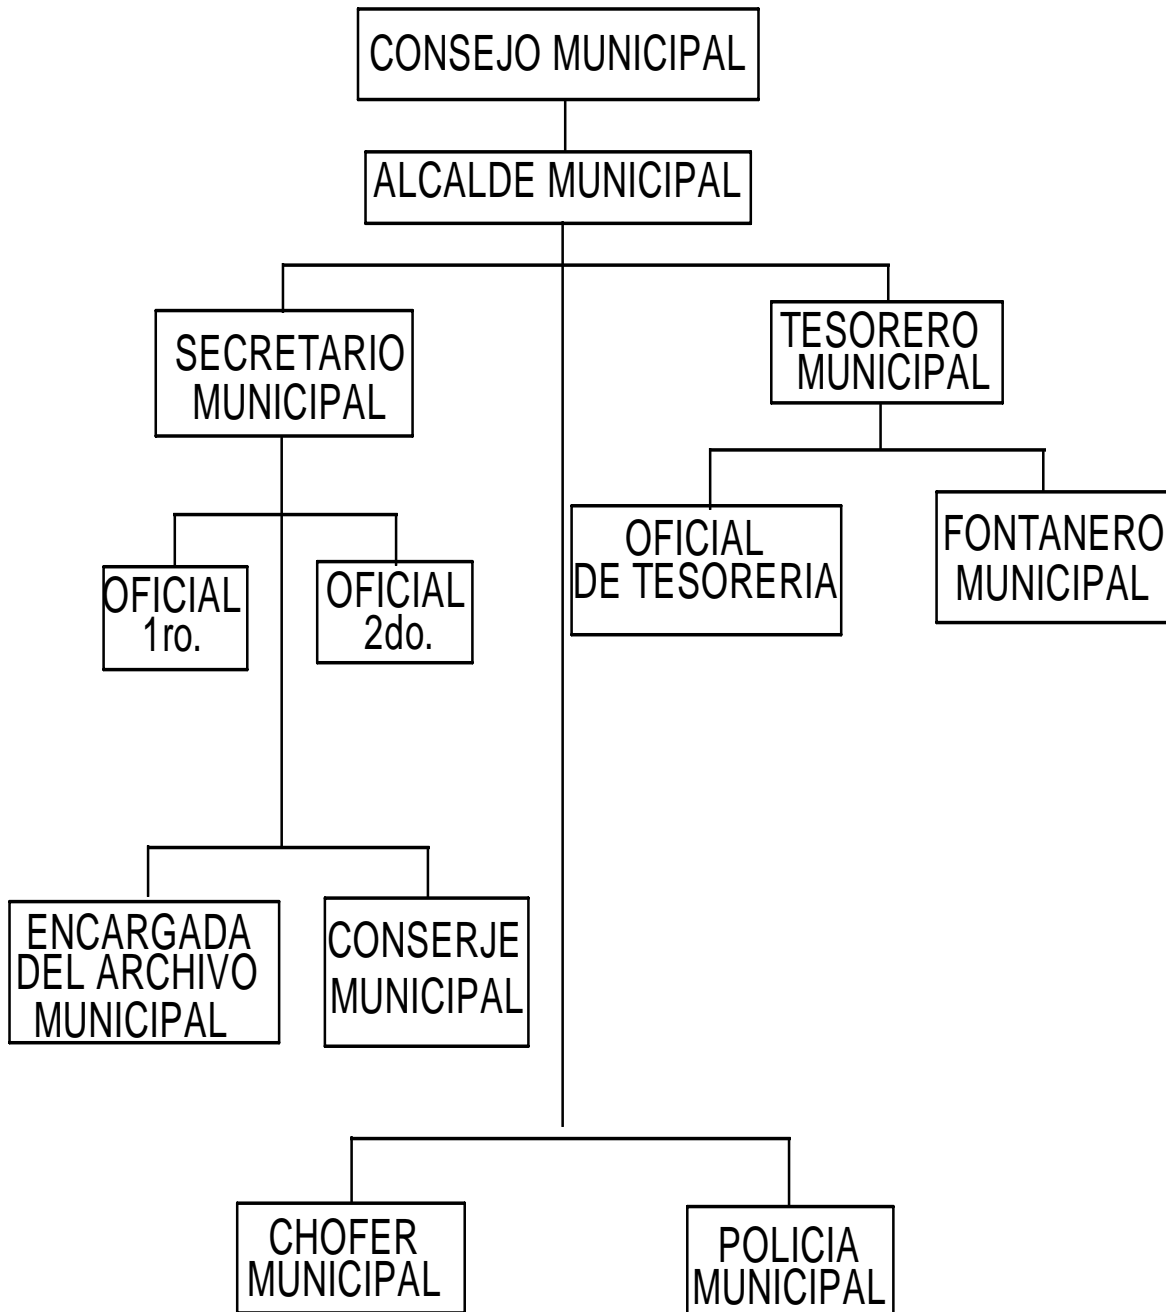 CONSEJO MUNICIPAL
ALCALDE MUNICIPAL
SECRETARIO
MUNICIPAL
TESORERO
MUNICIPAL
OFICIAL
1ro.
OFICIAL
2do.
OFICIAL
DE TESORERIA
FONTANERO
MUNICIPAL
ENCARGADA
DEL ARCHIVO
MUNICIPAL
CONSERJE
MUNICIPAL
CHOFER
MUNICIPAL
POLICIA
MUNICIPAL